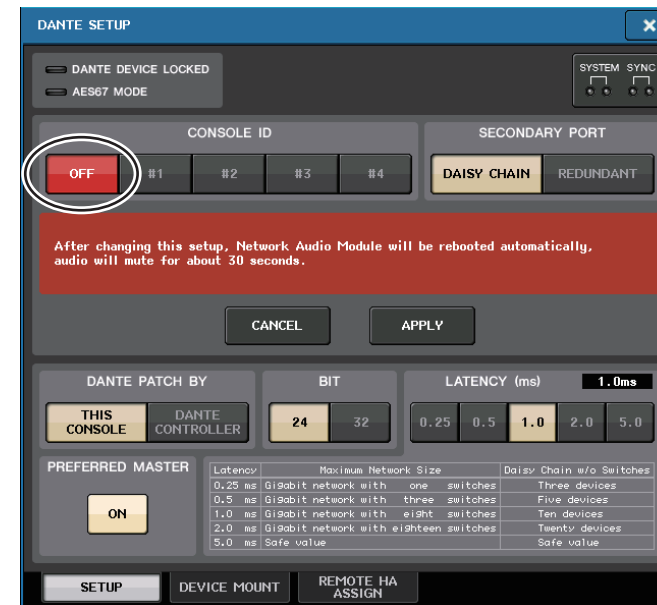 DANTE SETUP
DANTE DEVICE LOCKED
AES67 MODE
SYSTEM SYNC
CONSOLE ID
SECONDARY PORT
OFF #1 #2 #3 #4 DAISY CHAIN REDUNDANT
After changing this setup, Network Audio Module will be rebooted automatically,
audio will mute for about 30 seconds.
CANCEL APPLY
DANTE PATCH BY BIT LATENCY (ms) 1.0ms
THIS CONSOLE DANTE CONTROLLER 24 32 0.25 0.5 1.0 2.0 5.0
PREFERRED MASTER
ON
Latency Maximum Network Size Daisy Chain w/o Switches
0.25 ms Gigabit network with one switches Three devices
0.5 ms Gigabit network with three switches Five devices
1.0 ms Gigabit network with eight switches Ten devices
2.0 ms Gigabit network with eighteen switches Twenty devices
5.0 ms Safe value Safe value
SETUP DEVICE MOUNT REMOTE HA ASSIGN